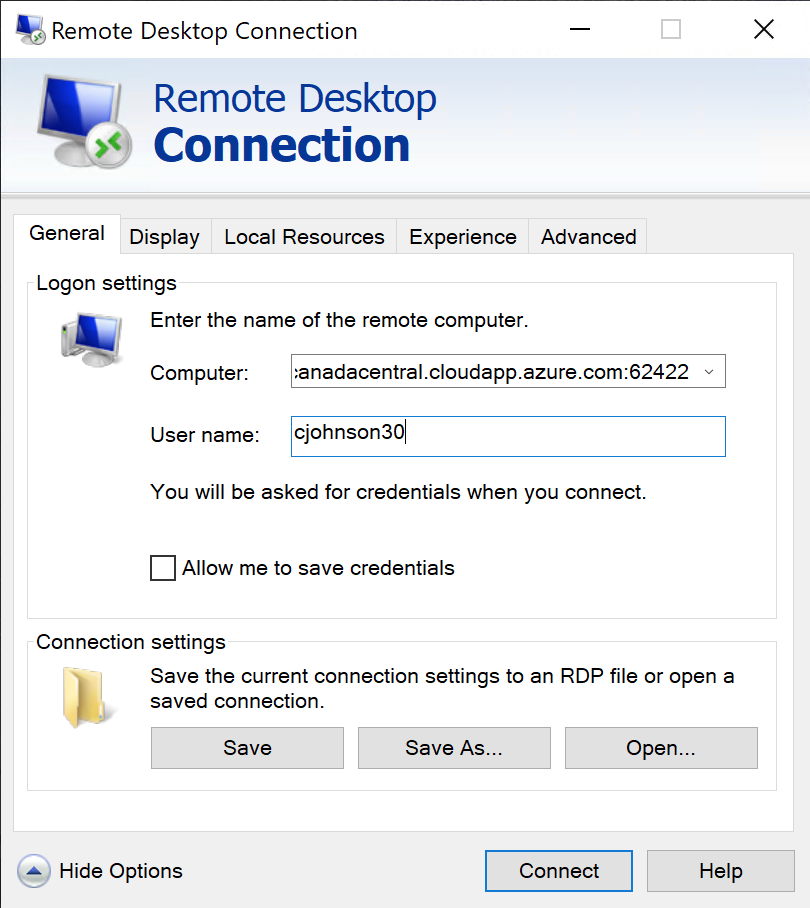 Remote Desktop Connection
Remote Desktop
Connection
General Display Local Resources Experience Advanced
Logon settings
Enter the name of the remote computer.
Computer: canadacentral.cloudapp.azure.com:62422
User name: cjohnson30
You will be asked for credentials when you connect.
Allow me to save credentials
Connection settings
Save the current connection settings to an RDP file or open a
saved connection.
Save Save As... Open...
Hide Options Connect Help